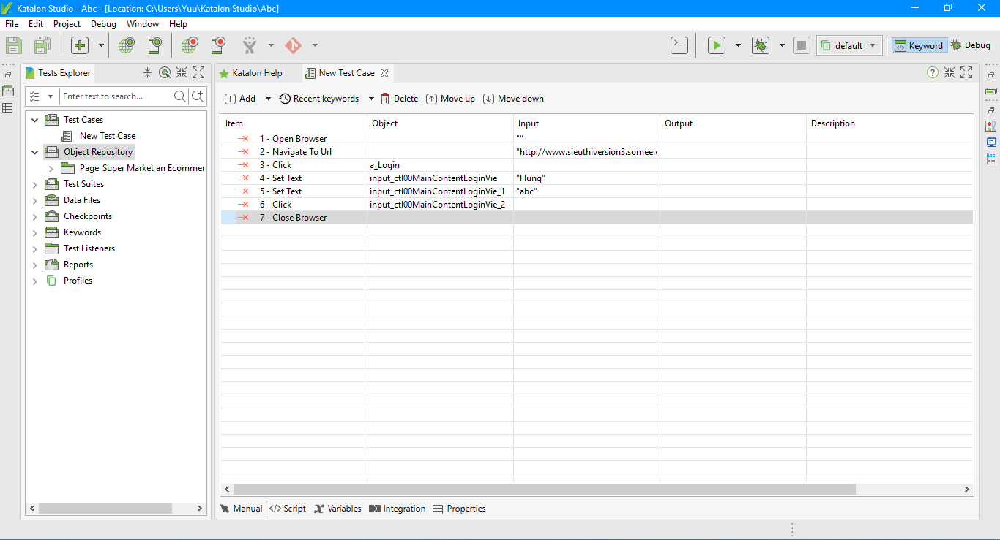 Katalon Studio - Abc - [Location: C:\Users\Yuu\Katalon Studio\Abc]
File Edit Project Debug Window Help
default Keyword Debug
Tests Explorer
Enter text to search...
Test Cases
New Test Case
Object Repository
Page_Super Market an Ecommer
Test Suites
Data Files
Checkpoints
Keywords
Test Listeners
Reports
Profiles
Katalon Help New Test Case
Add Recent keywords Delete Move up Move down
Item Object Input Output Description
1 - Open Browser ""
2 - Navigate To Url "http://www.sieuthiversion3.somee.c
3 - Click a_Login
4 - Set Text input_ctl00MainContentLoginVie "Hung"
5 - Set Text input_ctl00MainContentLoginVie_1 "abc"
6 - Click input_ctl00MainContentLoginVie_2
7 - Close Browser
Manual </> Script Variables Integration Properties